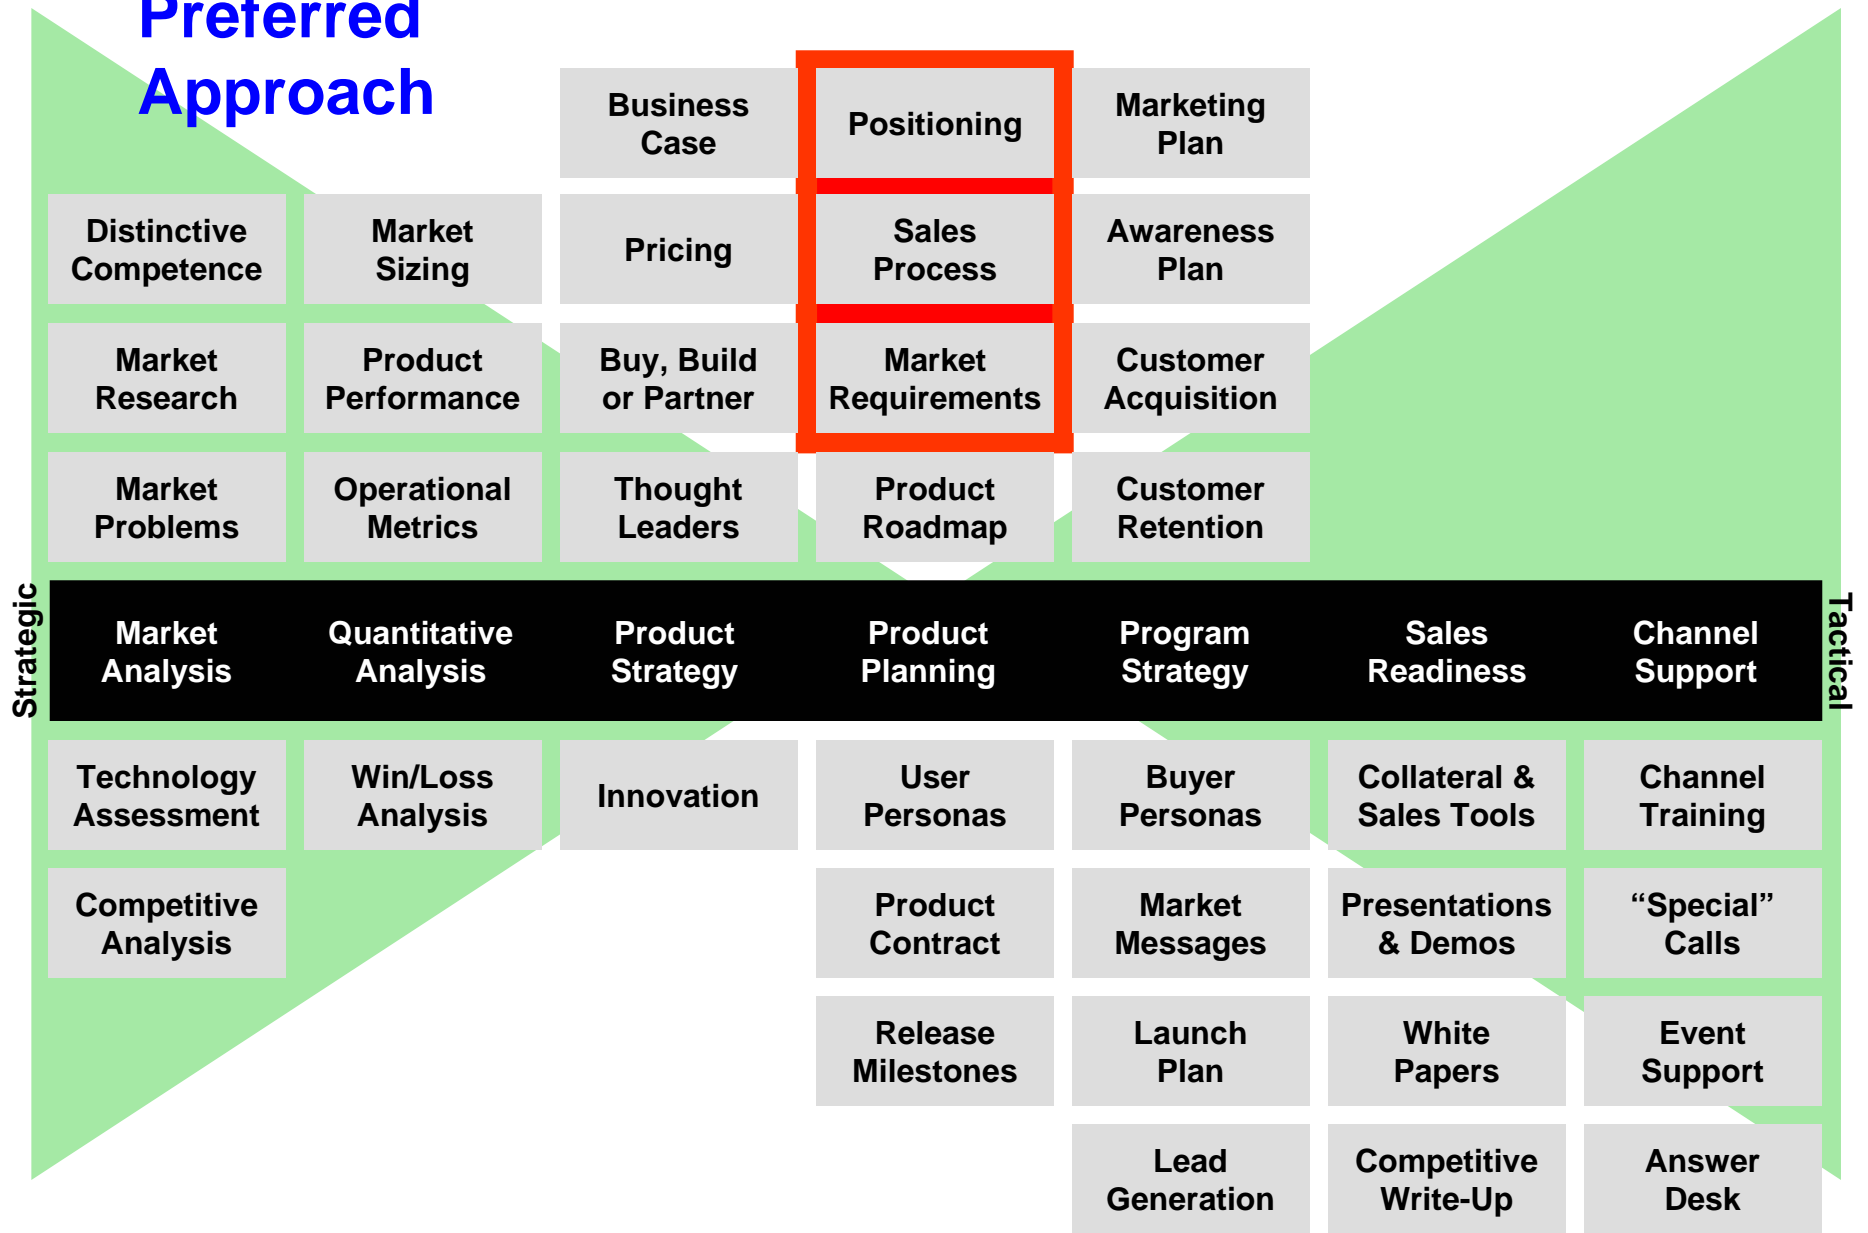 Preferred
Approach
Business
Case
Positioning
Marketing
Plan
Distinctive
Competence
Market
Sizing
Pricing
Sales
Process
Awareness
Plan
Market
Research
Product
Performance
Buy, Build
or Partner
Market
Requirements
Customer
Acquisition
Market
Problems
Operational
Metrics
Thought
Leaders
Product
Roadmap
Customer
Retention
Strategic
Market
Analysis
Quantitative
Analysis
Product
Strategy
Product
Planning
Program
Strategy
Sales
Readiness
Channel
Support
Tactical
Technology
Assessment
Win/Loss
Analysis
Innovation
User
Personas
Buyer
Personas
Collateral &
Sales Tools
Channel
Training
Competitive
Analysis
Product
Contract
Market
Messages
Presentations
& Demos
“Special”
Calls
Release
Milestones
Launch
Plan
White
Papers
Event
Support
Lead
Generation
Competitive
Write-Up
Answer
Desk